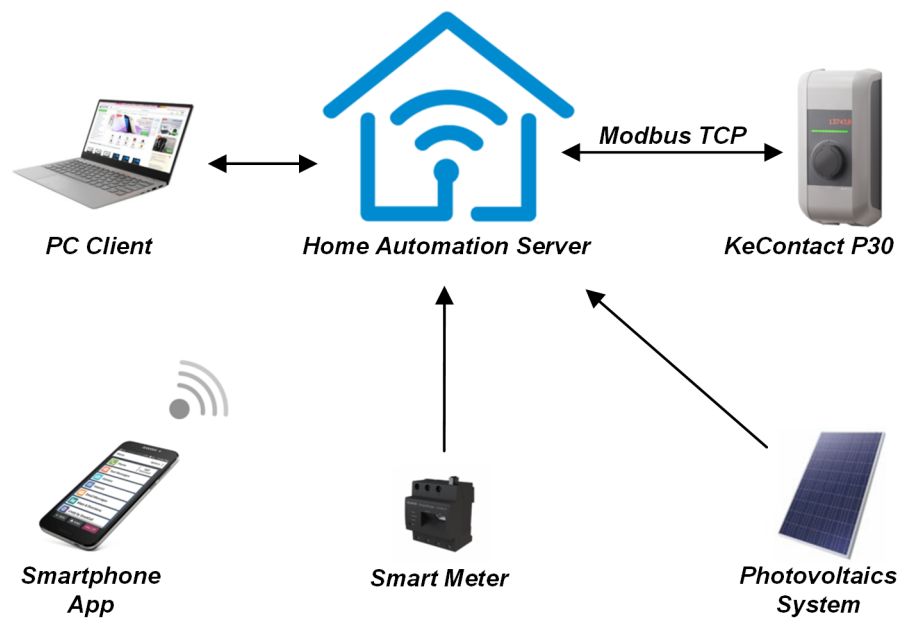 Modbus TCP
PC Client
Home Automation Server
KeContact P30
Smartphone
App
Smart Meter
Photovoltaics
System